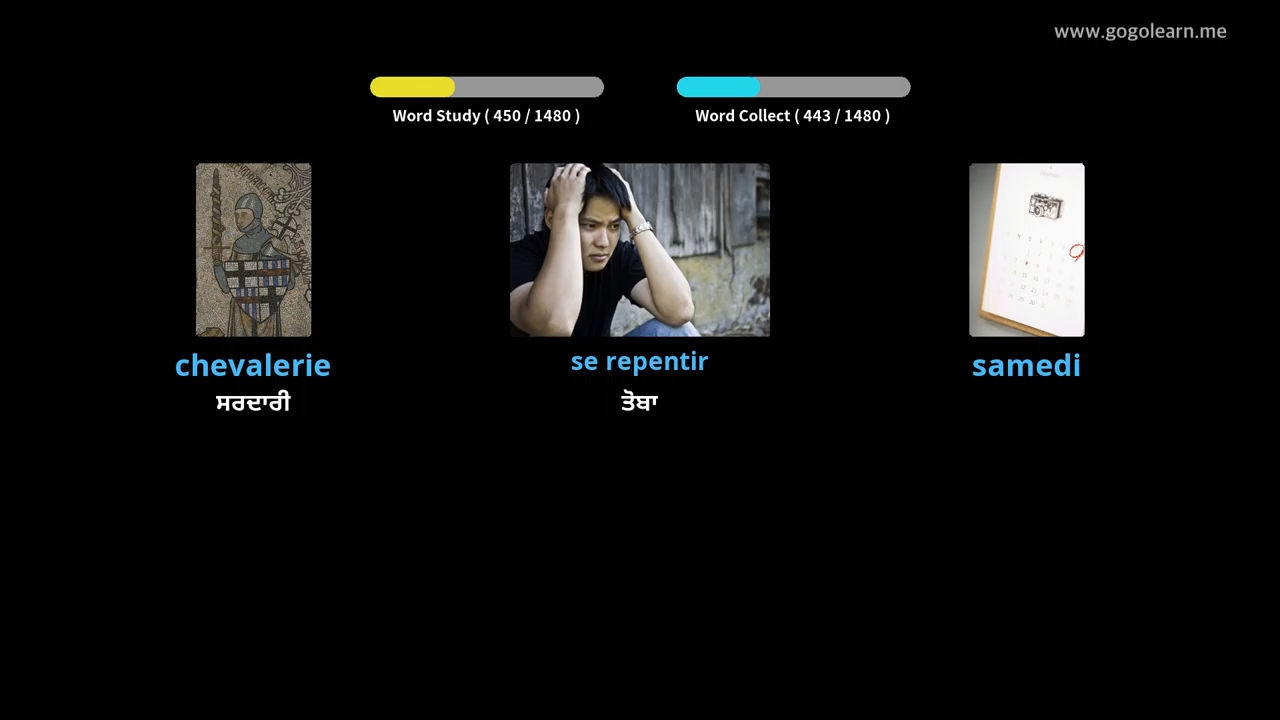 www.gogolearn.me
Word Study ( 450 / 1480 )
Word Collect ( 443 / 1480 )
chevalerie
ਸਰਦਾਰੀ
se repentir
ਤੋਬਾ
samedi